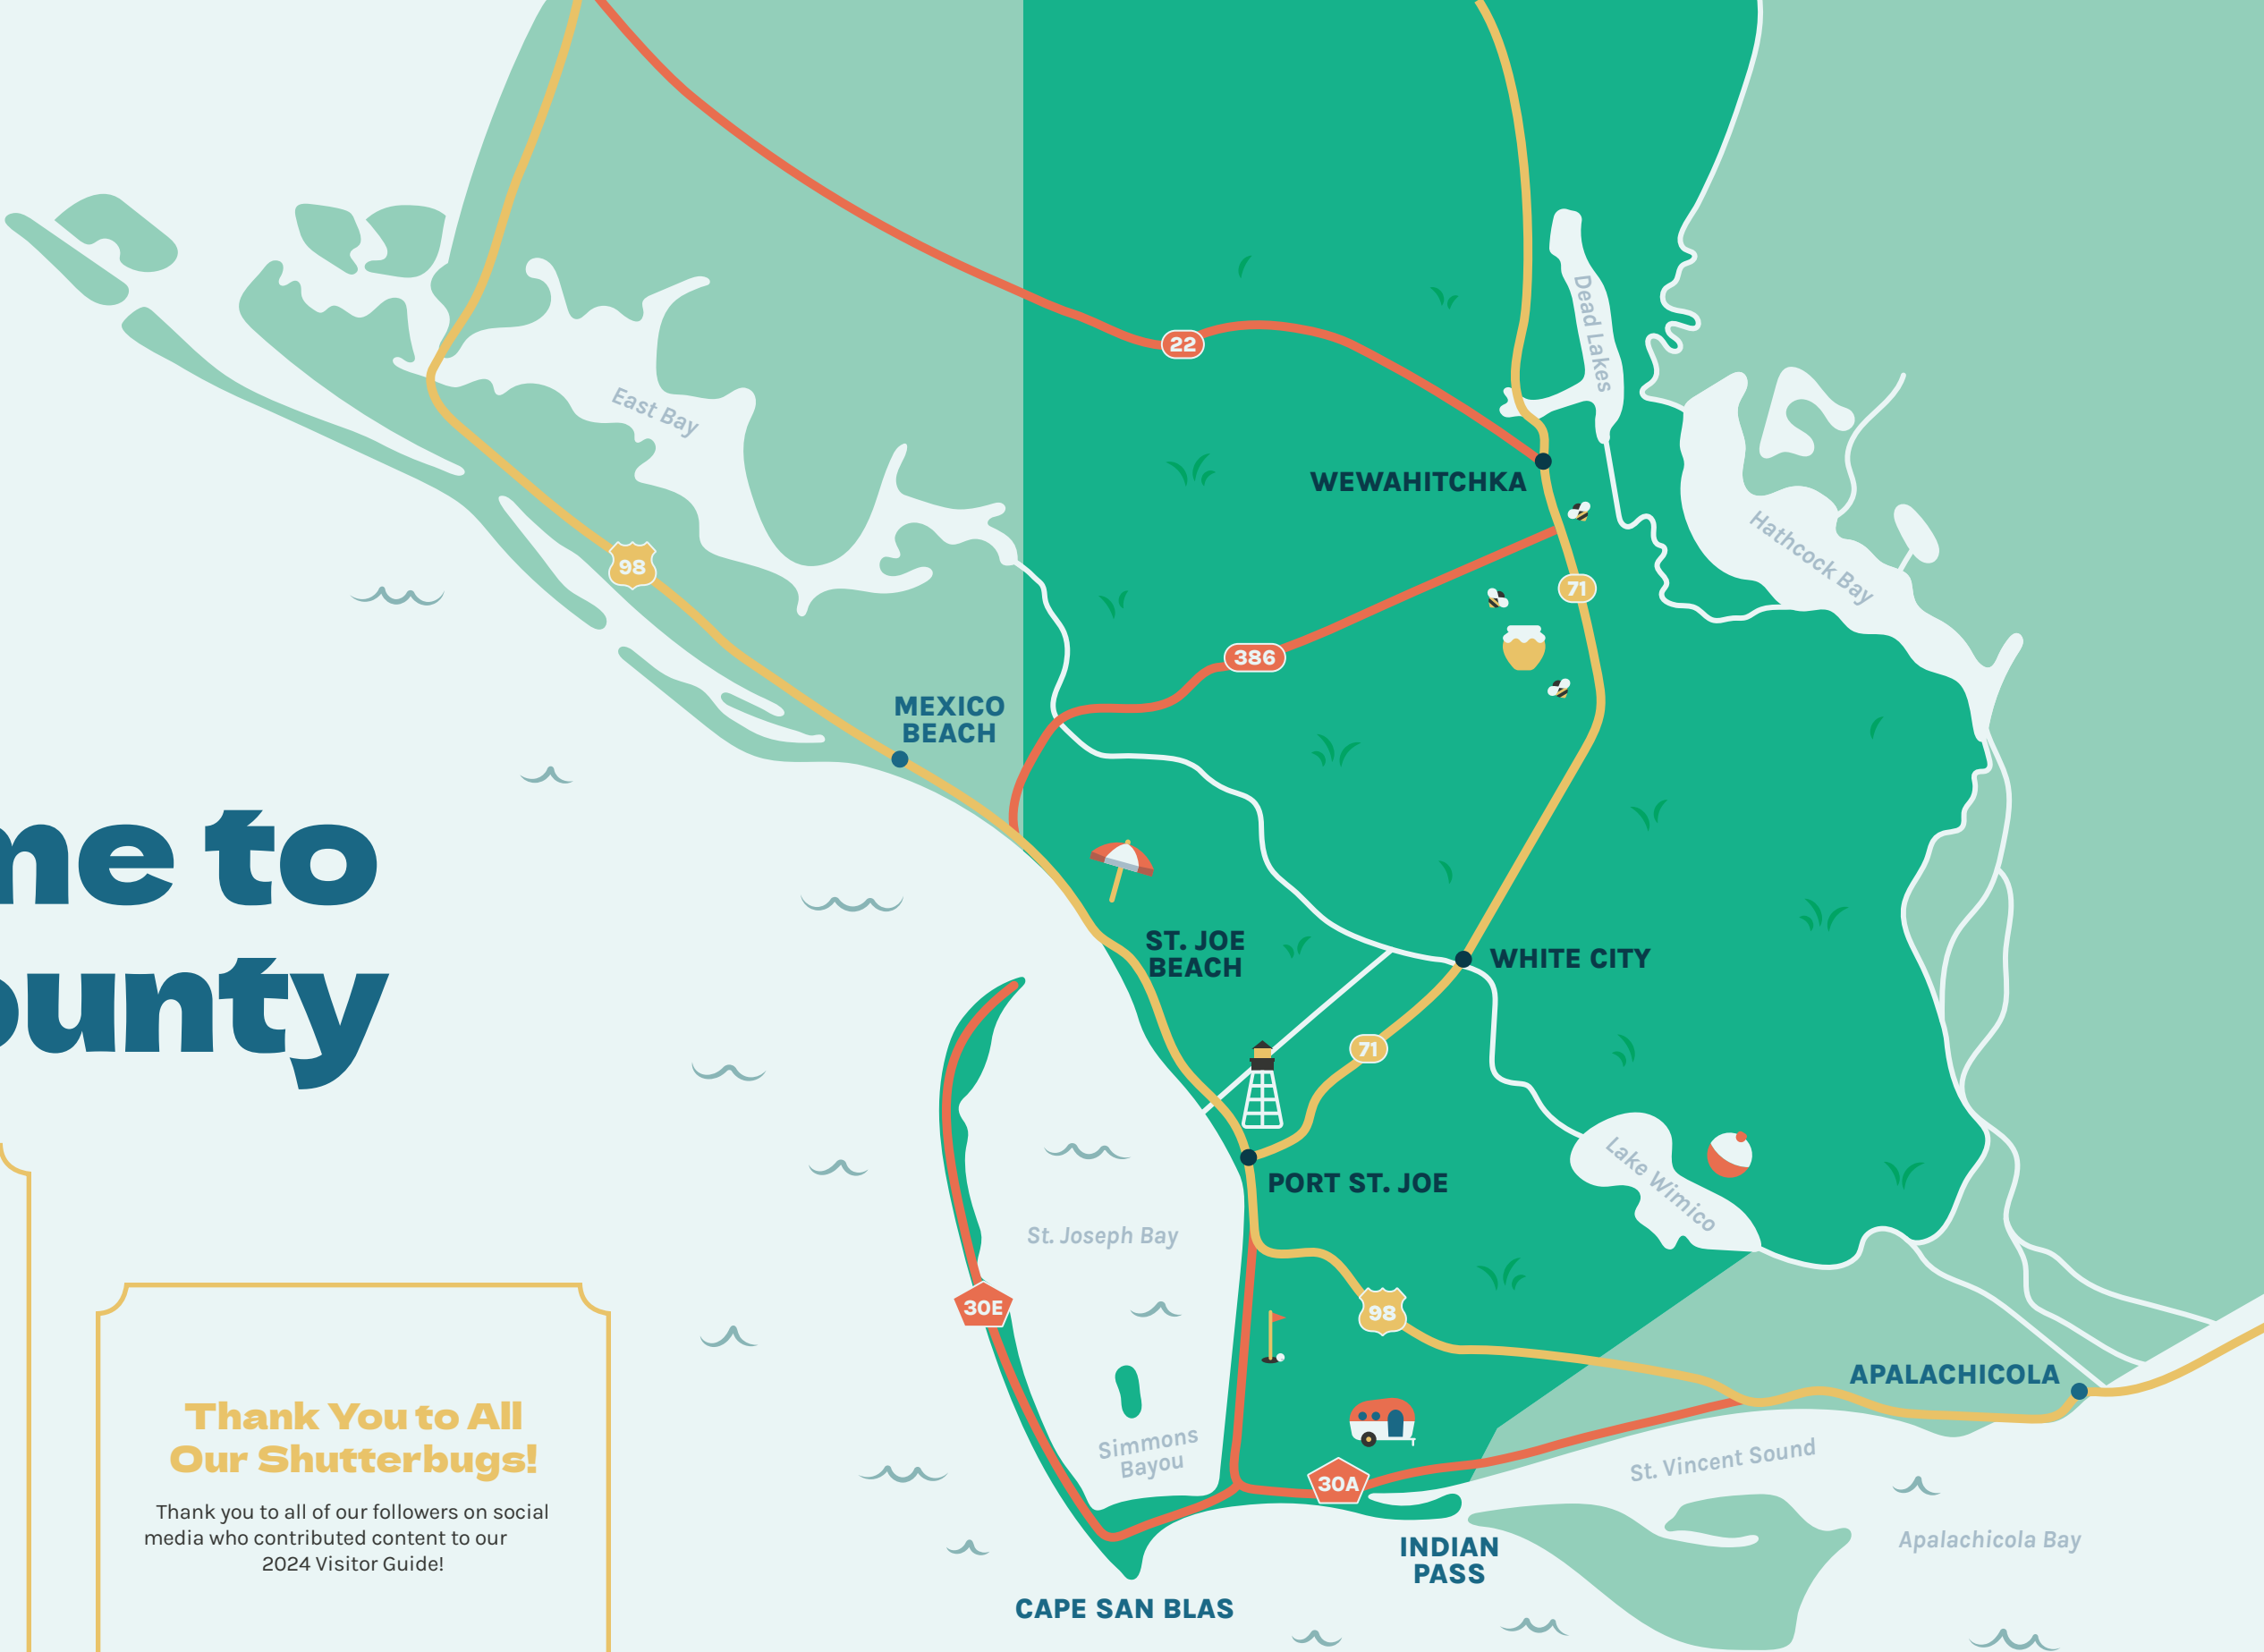 22
Dead Lakes
East Bay
WEWAHITCHKA
Hathcock Bay
98
71
386
MEXICO
BEACH
me to
ounty
ST. JOE
BEACH
WHITE CITY
71
Lake Wimico
PORT ST. JOE
St. Joseph Bay
30E
98
APALACHICOLA
Simmons
Bayou
St. Vincent Sound
30A
Apalachicola Bay
INDIAN
PASS
CAPE SAN BLAS
Thank You to All
Our Shutterbugs!
Thank you to all of our followers on social
media who contributed content to our
2024 Visitor Guide!